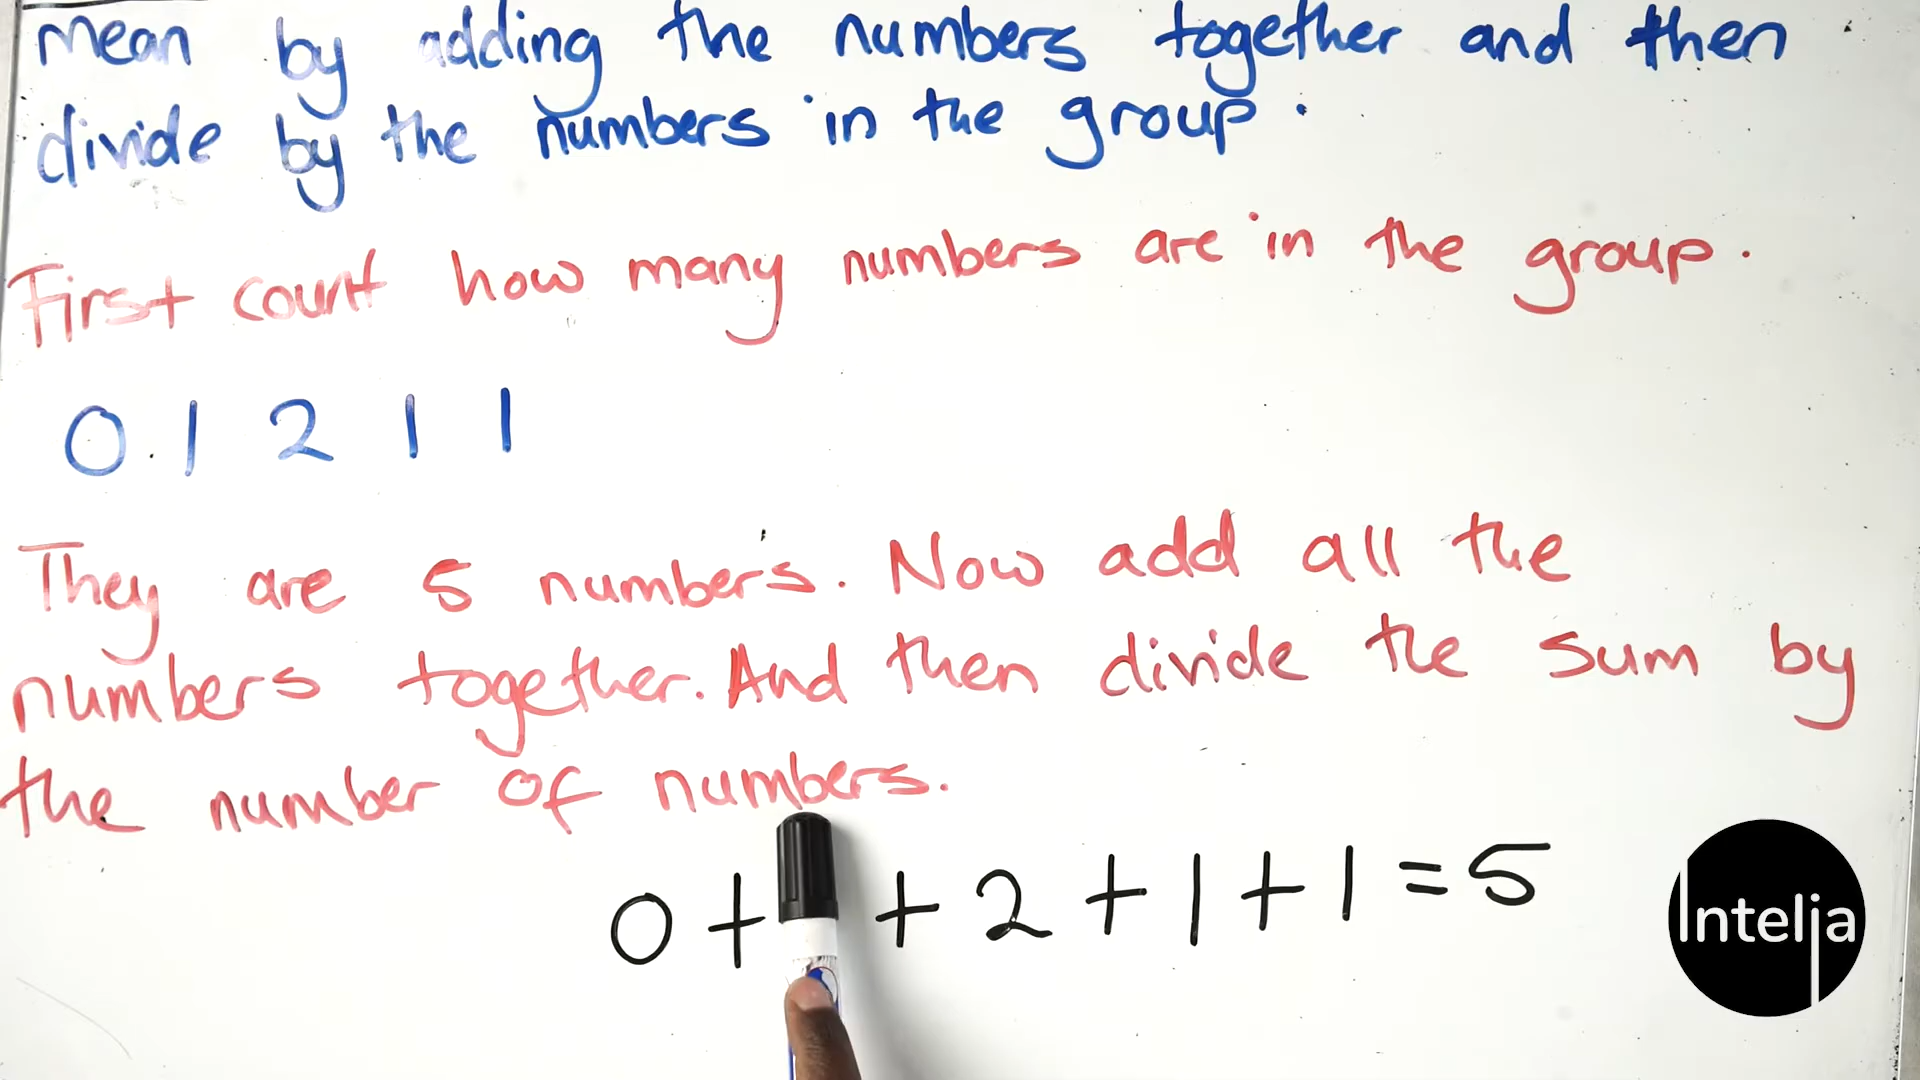 mean by adding the numbers together and then
divide by the numbers in the group.
First count how many numbers are in the group.
0 1 2 1 1
They are 5 numbers. Now add all the
numbers together. And then divide the sum by
the number of numbers.
0 + + 2 + 1 + 1 = 5
Intelja